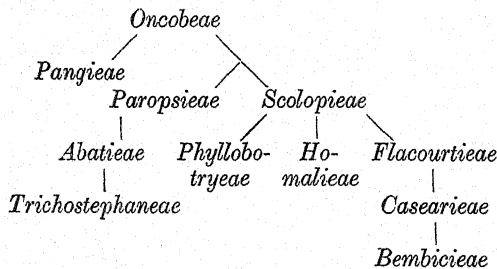 Oncobeae
Pangieae
Paropsieae Scolopieae
Abatieae Phyllobo- Ho- Flacourtieae
tryeae malieae
Trichostephaneae Casearieae
Bembicieae